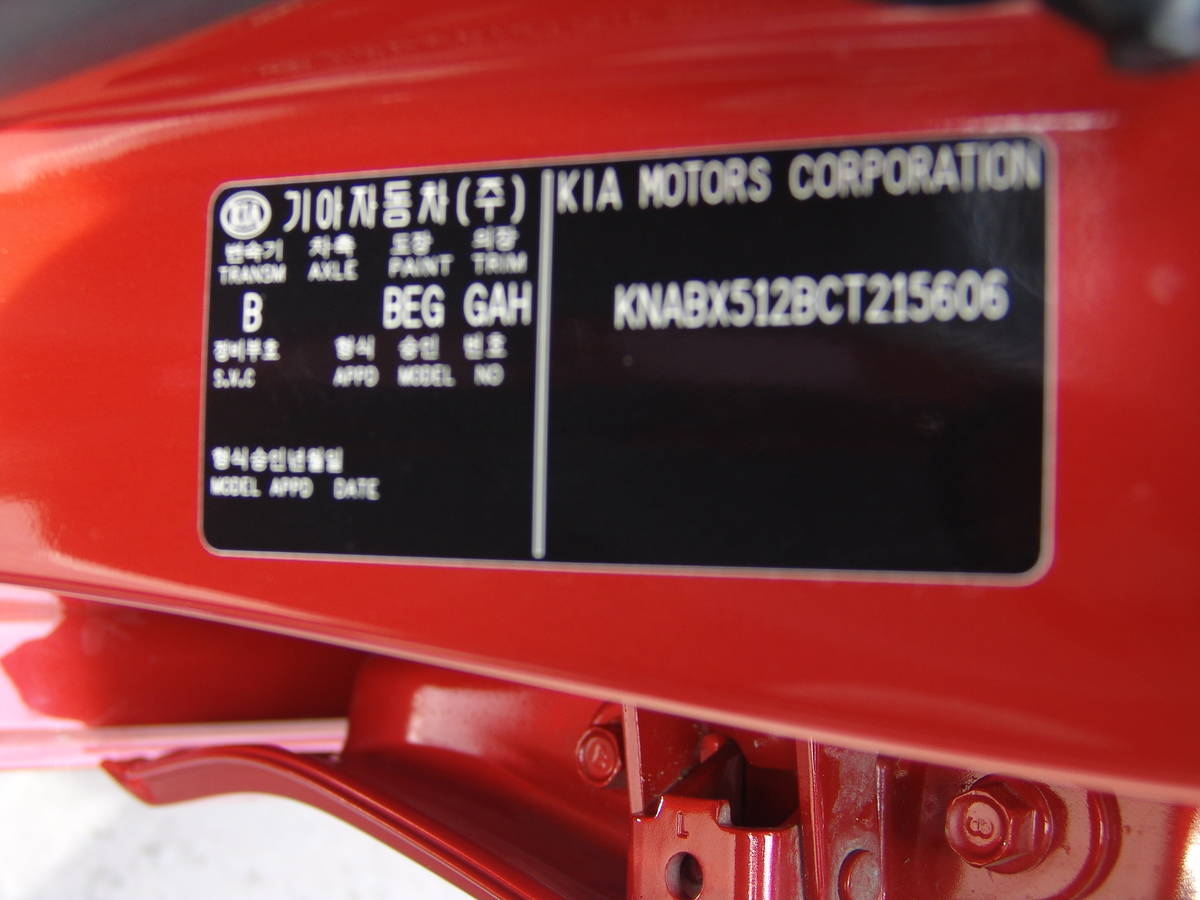 KIA 기아자동차(주)
변속기 차축 도장 의장
TRANSM AXLE PAINT TRIM
B BEG GAH
장비부호 형식 승인 번호
S.V.C APPD MODEL NO
형식승인년월일
MODEL APPD DATE
KIA MOTORS CORPORATION
KNABX512BCT215606
L
8